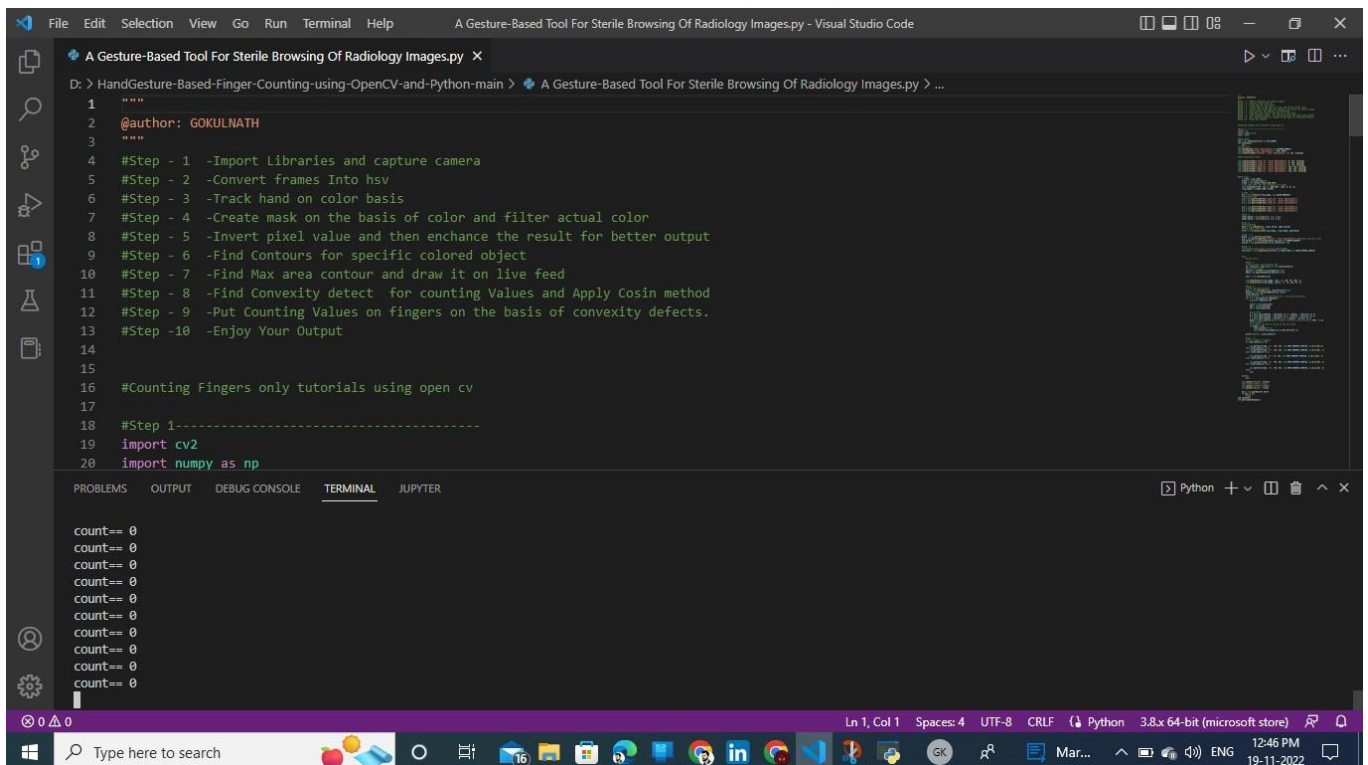 File Edit Selection View Go Run Terminal Help
A Gesture-Based Tool For Sterile Browsing Of Radiology Images.py - Visual Studio Code
A Gesture-Based Tool For Sterile Browsing Of Radiology Images.py
D: > HandGesture-Based-Finger-Counting-using-OpenCV-and-Python-main > A Gesture-Based Tool For Sterile Browsing Of Radiology Images.py > ...
1 """
2 @author: GOKULNATH
3 """
4 #Step - 1 -Import Libraries and capture camera
5 #Step - 2 -Convert frames Into hsv
6 #Step - 3 -Track hand on color basis
7 #Step - 4 -Create mask on the basis of color and filter actual color
8 #Step - 5 -Invert pixel value and then enchance the result for better output
9 #Step - 6 -Find Contours for specific colored object
10 #Step - 7 -Find Max area contour and draw it on live feed
11 #Step - 8 -Find Convexity detect  for counting Values and Apply Cosin method
12 #Step - 9 -Put Counting Values on fingers on the basis of convexity defects.
13 #Step -10 -Enjoy Your Output
14
15
16 #Counting Fingers only tutorials using open cv
17
18 #Step 1----------------------------------------
19 import cv2
20 import numpy as np
PROBLEMS OUTPUT DEBUG CONSOLE TERMINAL JUPYTER
Python
count== 0
count== 0
count== 0
count== 0
count== 0
count== 0
count== 0
count== 0
count== 0
count== 0
0 0
Ln 1, Col 1 Spaces: 4 UTF-8 CRLF Python 3.8.x 64-bit (microsoft store)
Type here to search
16
GK
Mar...
ENG
12:46 PM
19-11-2022